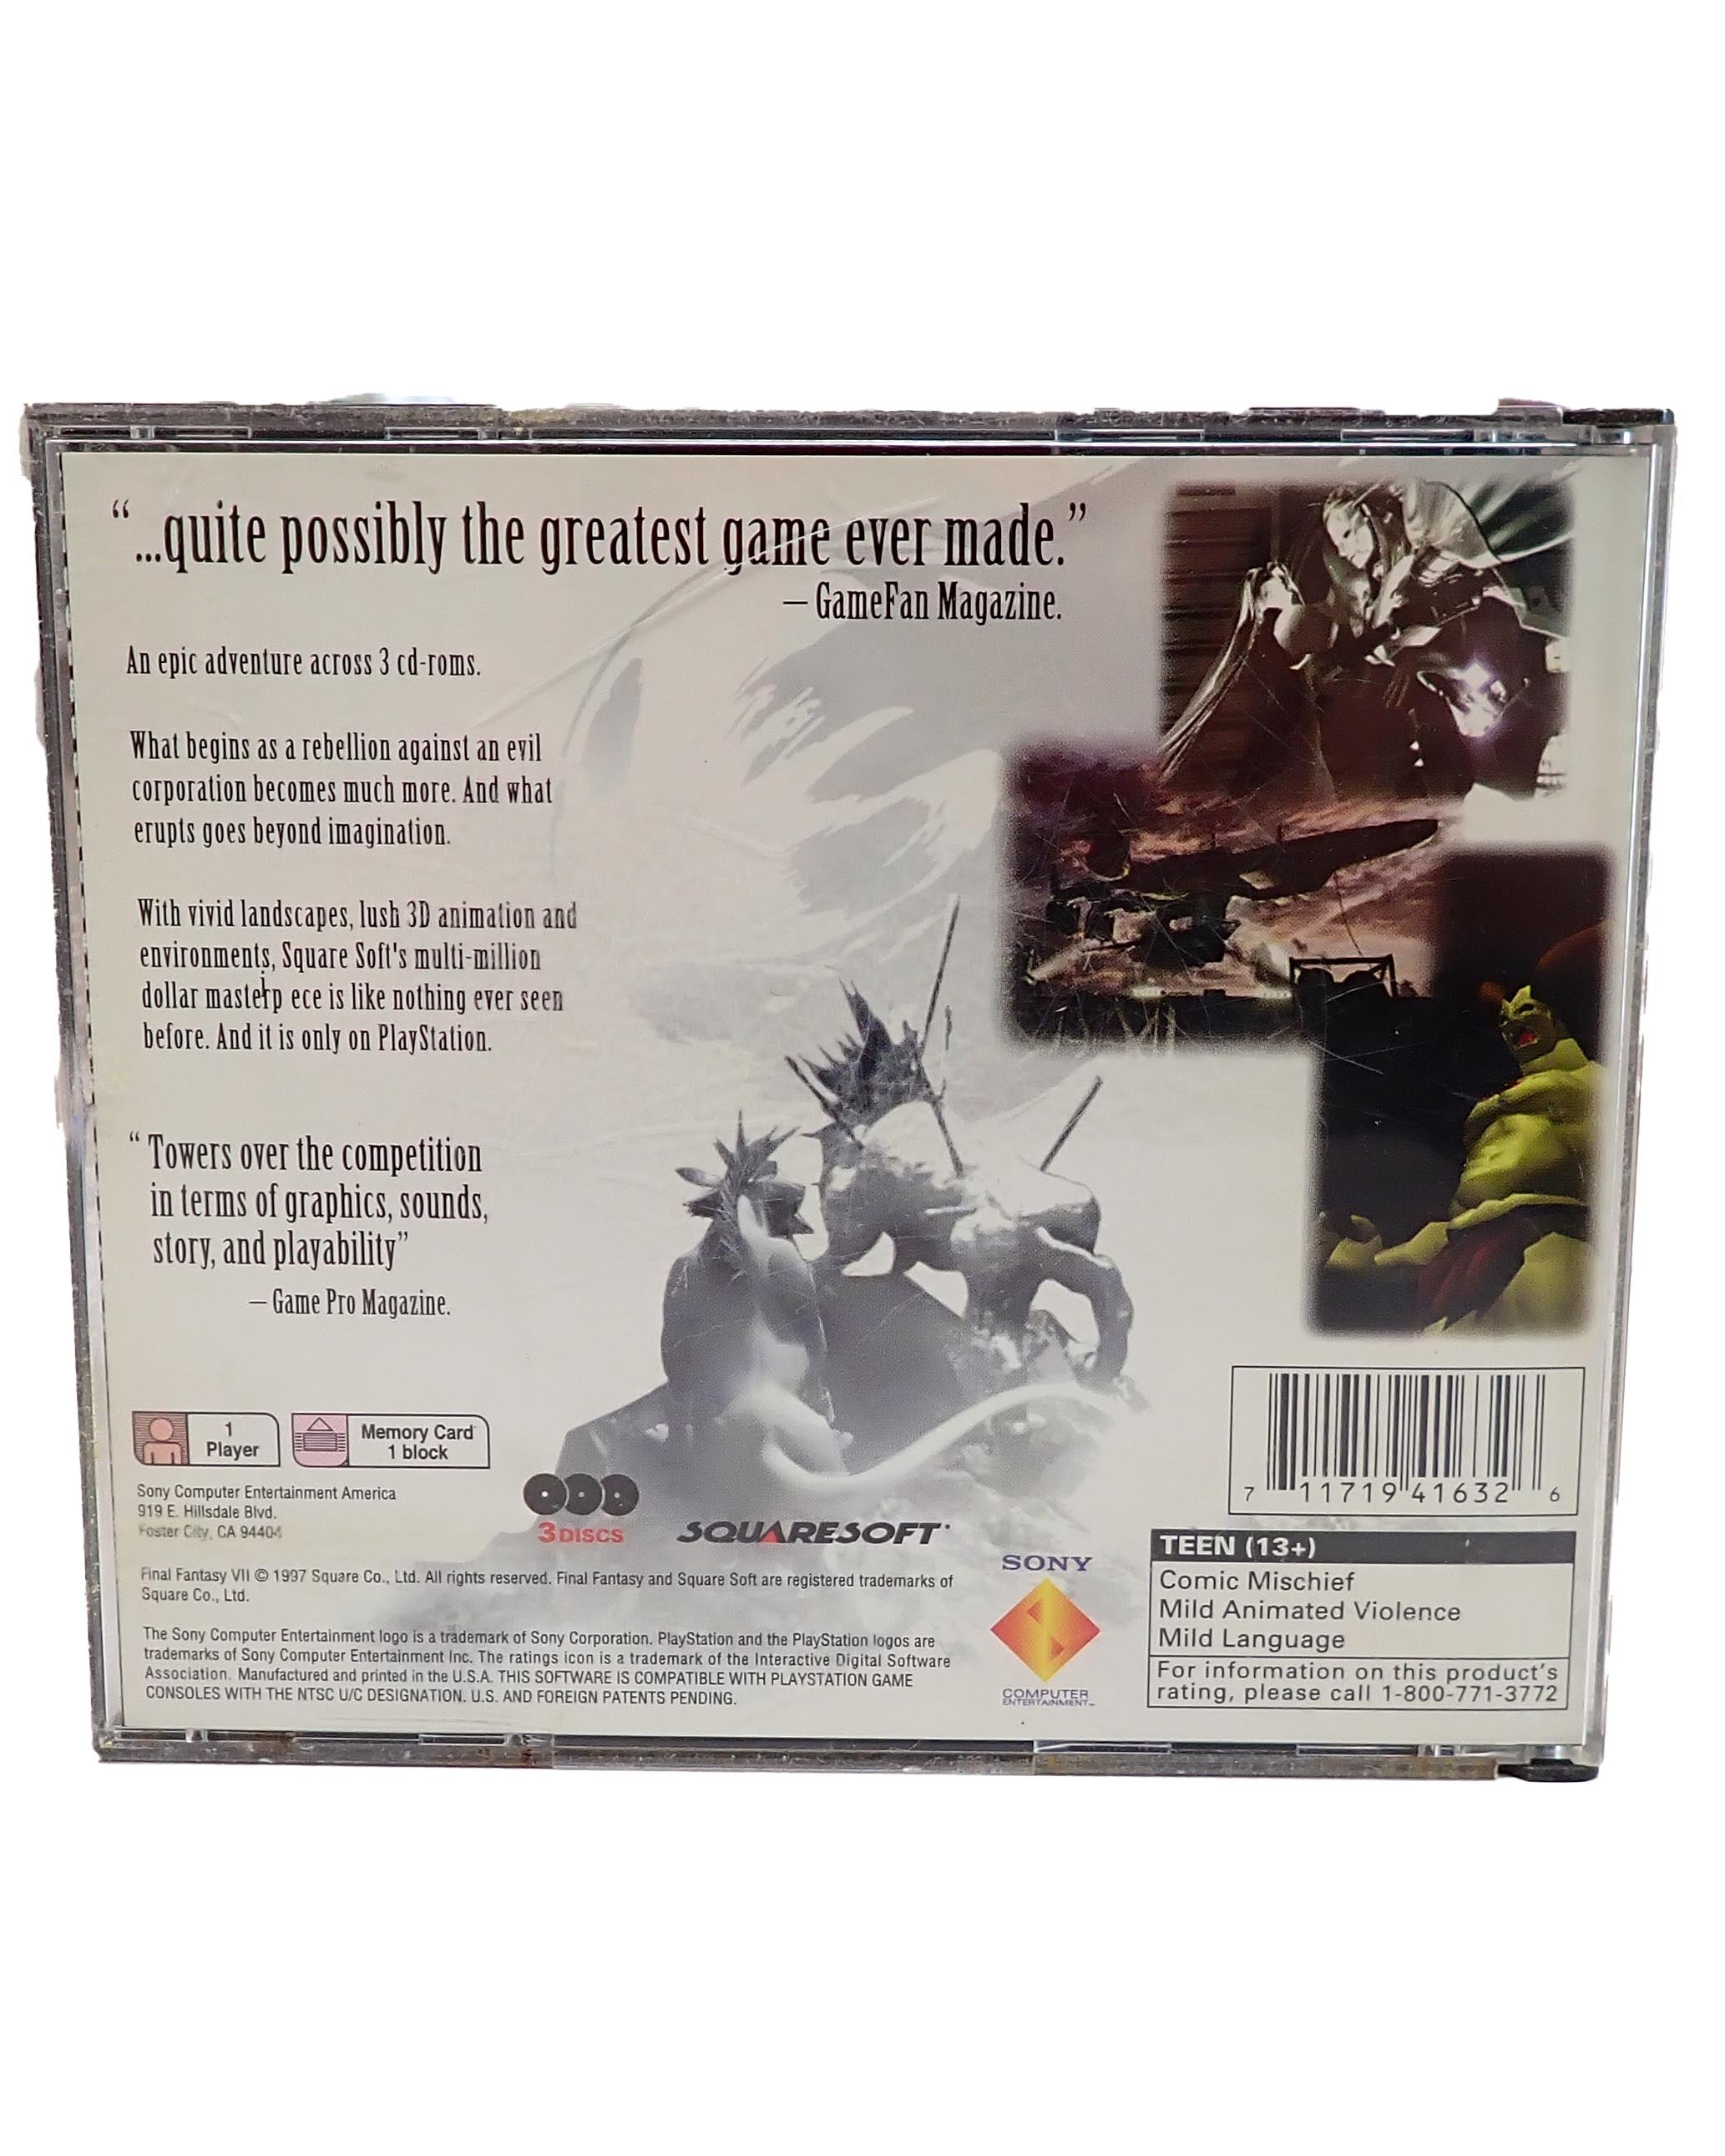 “...quite possibly the greatest game ever made.”
– GameFan Magazine.
An epic adventure across 3 cd-roms.
What begins as a rebellion against an evil
corporation becomes much more. And what
erupts goes beyond imagination.
With vivid landscapes, lush 3D animation and
environments, Square Soft's multi-million
dollar masterp ece is like nothing ever seen
before. And it is only on PlayStation.
“Towers over the competition
in terms of graphics, sounds,
story, and playability”
– Game Pro Magazine.
1
Player
Memory Card
1 block
Sony Computer Entertainment America
919 E. Hillsdale Blvd.
Foster City, CA 94404
3 DISCS
SQUARESOFT
Final Fantasy VII © 1997 Square Co., Ltd. All rights reserved. Final Fantasy and Square Soft are registered trademarks of
Square Co., Ltd.
The Sony Computer Entertainment logo is a trademark of Sony Corporation. PlayStation and the PlayStation logos are
trademarks of Sony Computer Entertainment Inc. The ratings icon is a trademark of the Interactive Digital Software
Association. Manufactured and printed in the U.S.A. THIS SOFTWARE IS COMPATIBLE WITH PLAYSTATION GAME
CONSOLES WITH THE NTSC U/C DESIGNATION. U.S. AND FOREIGN PATENTS PENDING.
SONY
COMPUTER
ENTERTAINMENT™
7 11719 41632 6
TEEN (13+)
Comic Mischief
Mild Animated Violence
Mild Language
For information on this product's
rating, please call 1-800-771-3772